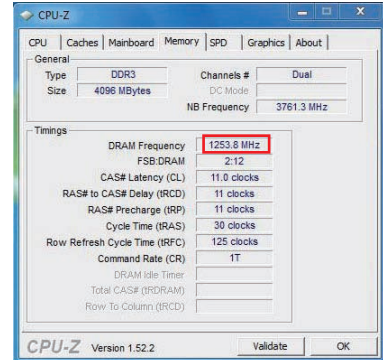 CPU-Z
CPU Caches Mainboard Memory SPD Graphics About
General
Type DDR3 Channels # Dual
Size 4096 MBytes DC Mode
NB Frequency 3761.3 MHz
Timings
DRAM Frequency 1253.8 MHz
FSB:DRAM 2:12
CAS# Latency (CL) 11.0 clocks
RAS# to CAS# Delay (tRCD) 11 clocks
RAS# Precharge (tRP) 11 clocks
Cycle Time (tRAS) 30 clocks
Row Refresh Cycle Time (tRFC) 125 clocks
Command Rate (CR) 1T
DRAM Idle Timer
Total CAS# (tRDRAM)
Row To Column (tRCD)
CPU-Z Version 1.52.2 Validate OK